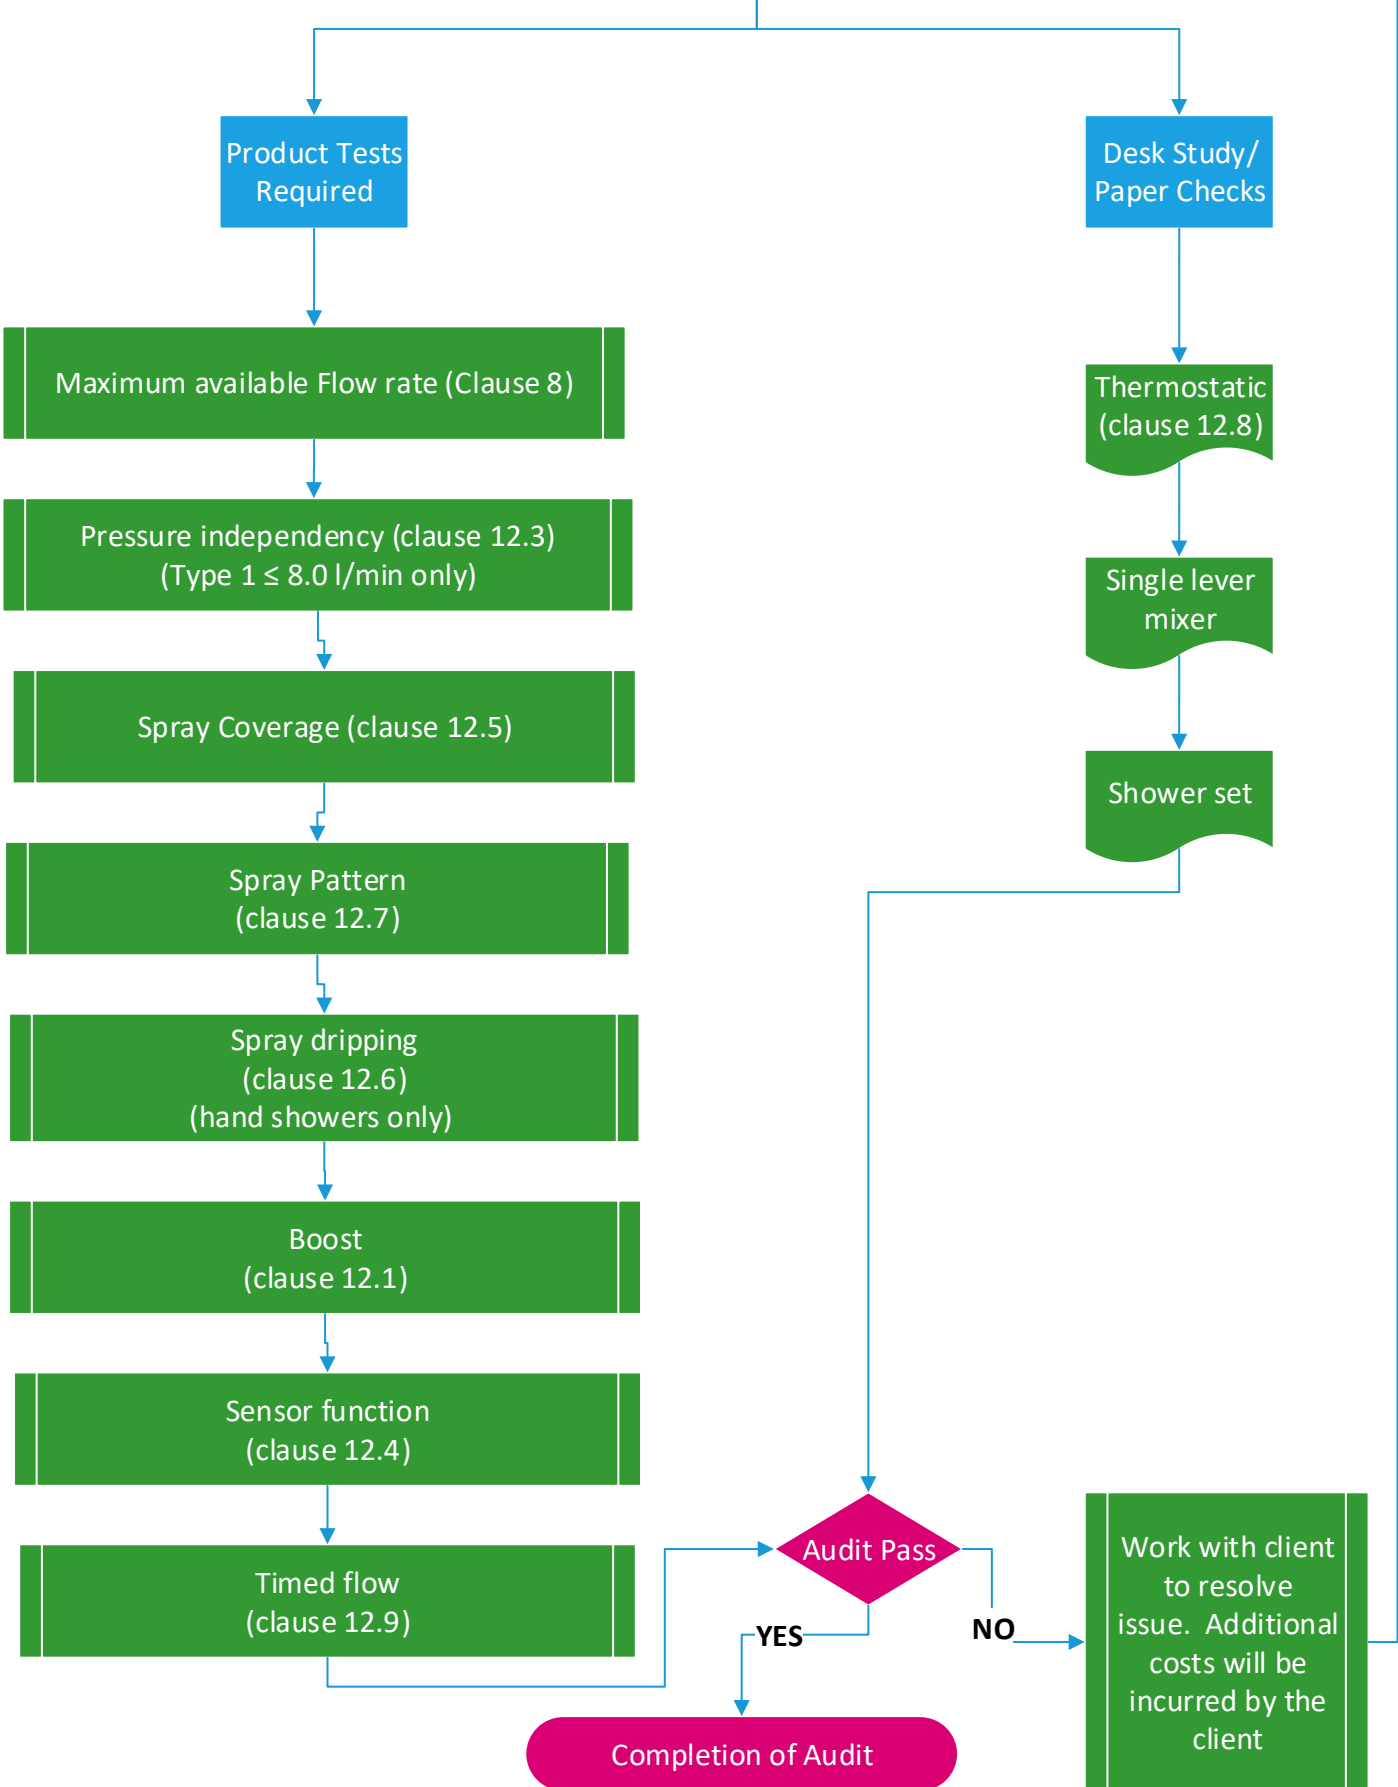 Product Tests
Required
Desk Study/
Paper Checks
Maximum available Flow rate (Clause 8)
Thermostatic
(clause 12.8)
Pressure independency (clause 12.3)
(Type 1 ≤ 8.0 l/min only)
Single lever
mixer
Spray Coverage (clause 12.5)
Shower set
Spray Pattern
(clause 12.7)
Spray dripping
(clause 12.6)
(hand showers only)
Boost
(clause 12.1)
Sensor function
(clause 12.4)
Timed flow
(clause 12.9)
Audit Pass
YES
NO
Work with client
to resolve
issue.  Additional
costs will be
incurred by the
client
Completion of Audit